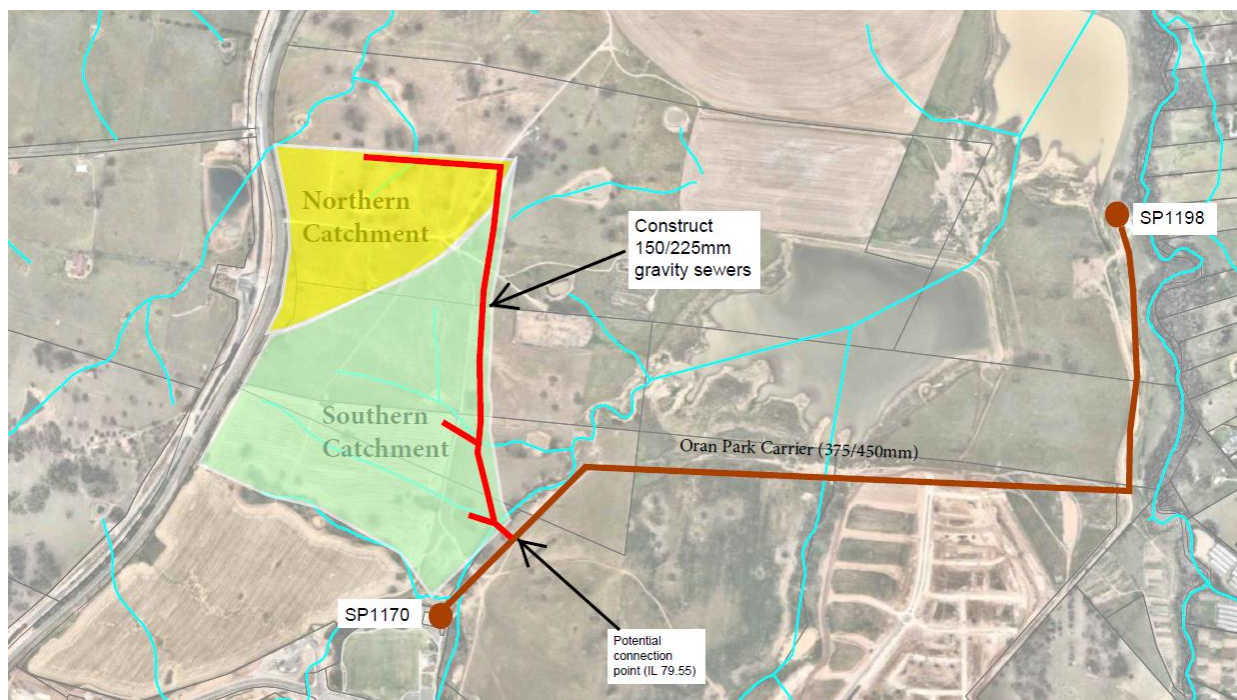 Northern
Catchment
Construct
150/225mm
gravity sewers
SP1198
Southern
Catchment
Oran Park Carrier (375/450mm)
SP1170
Potential
connection
point (IL 79.55)